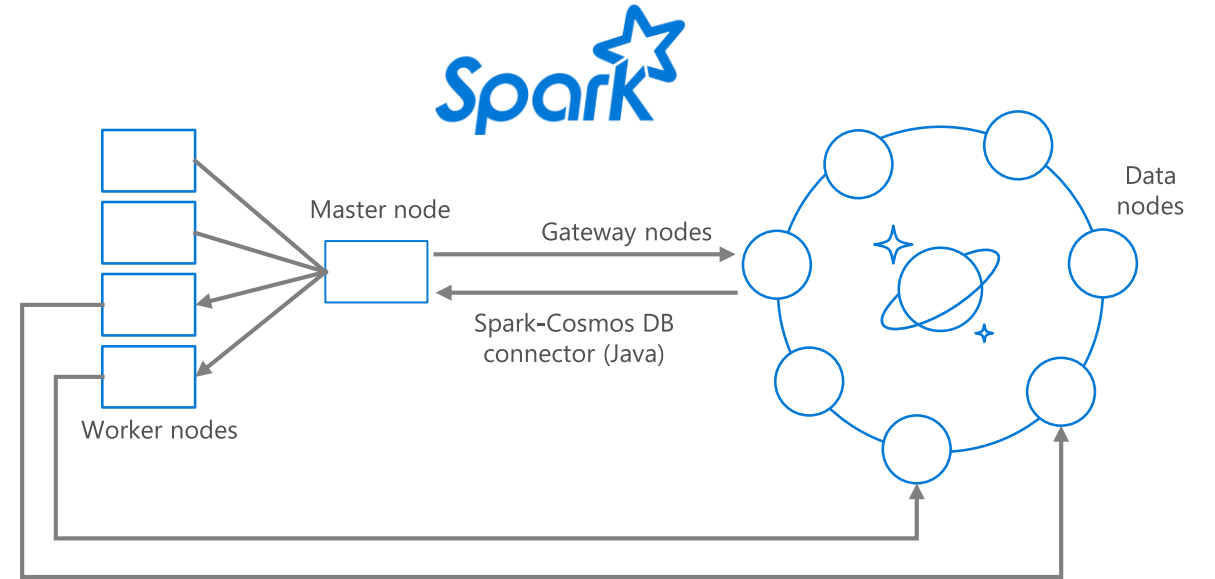 Spark
Master node
Gateway nodes
Data
nodes
Spark-Cosmos DB
connector (Java)
Worker nodes